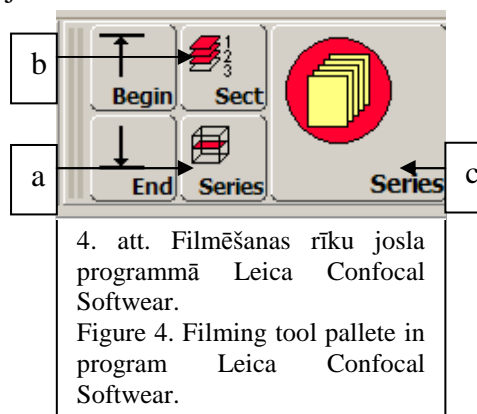 b
1
2
3
Begin
Sect
a
End
Series
Series
c
4. att. Filmēšanas rīku josla
programmā Leica Confocal
Softwear.
Figure 4. Filming tool pallete in
program Leica Confocal
Softwear.